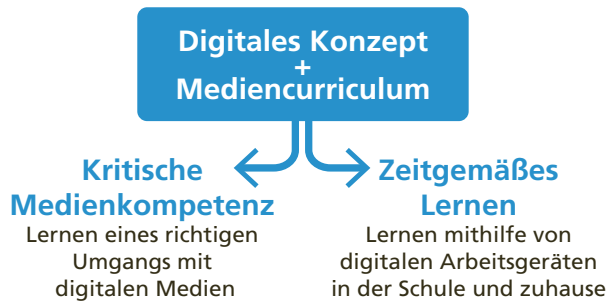 Digitales Konzept
+
Mediencurriculum
Kritische
Medienkompetenz
Lernen eines richtigen
Umgangs mit
digitalen Medien
Zeitgemäßes
Lernen
Lernen mithilfe von
digitalen Arbeitsgeräten
in der Schule und zuhause